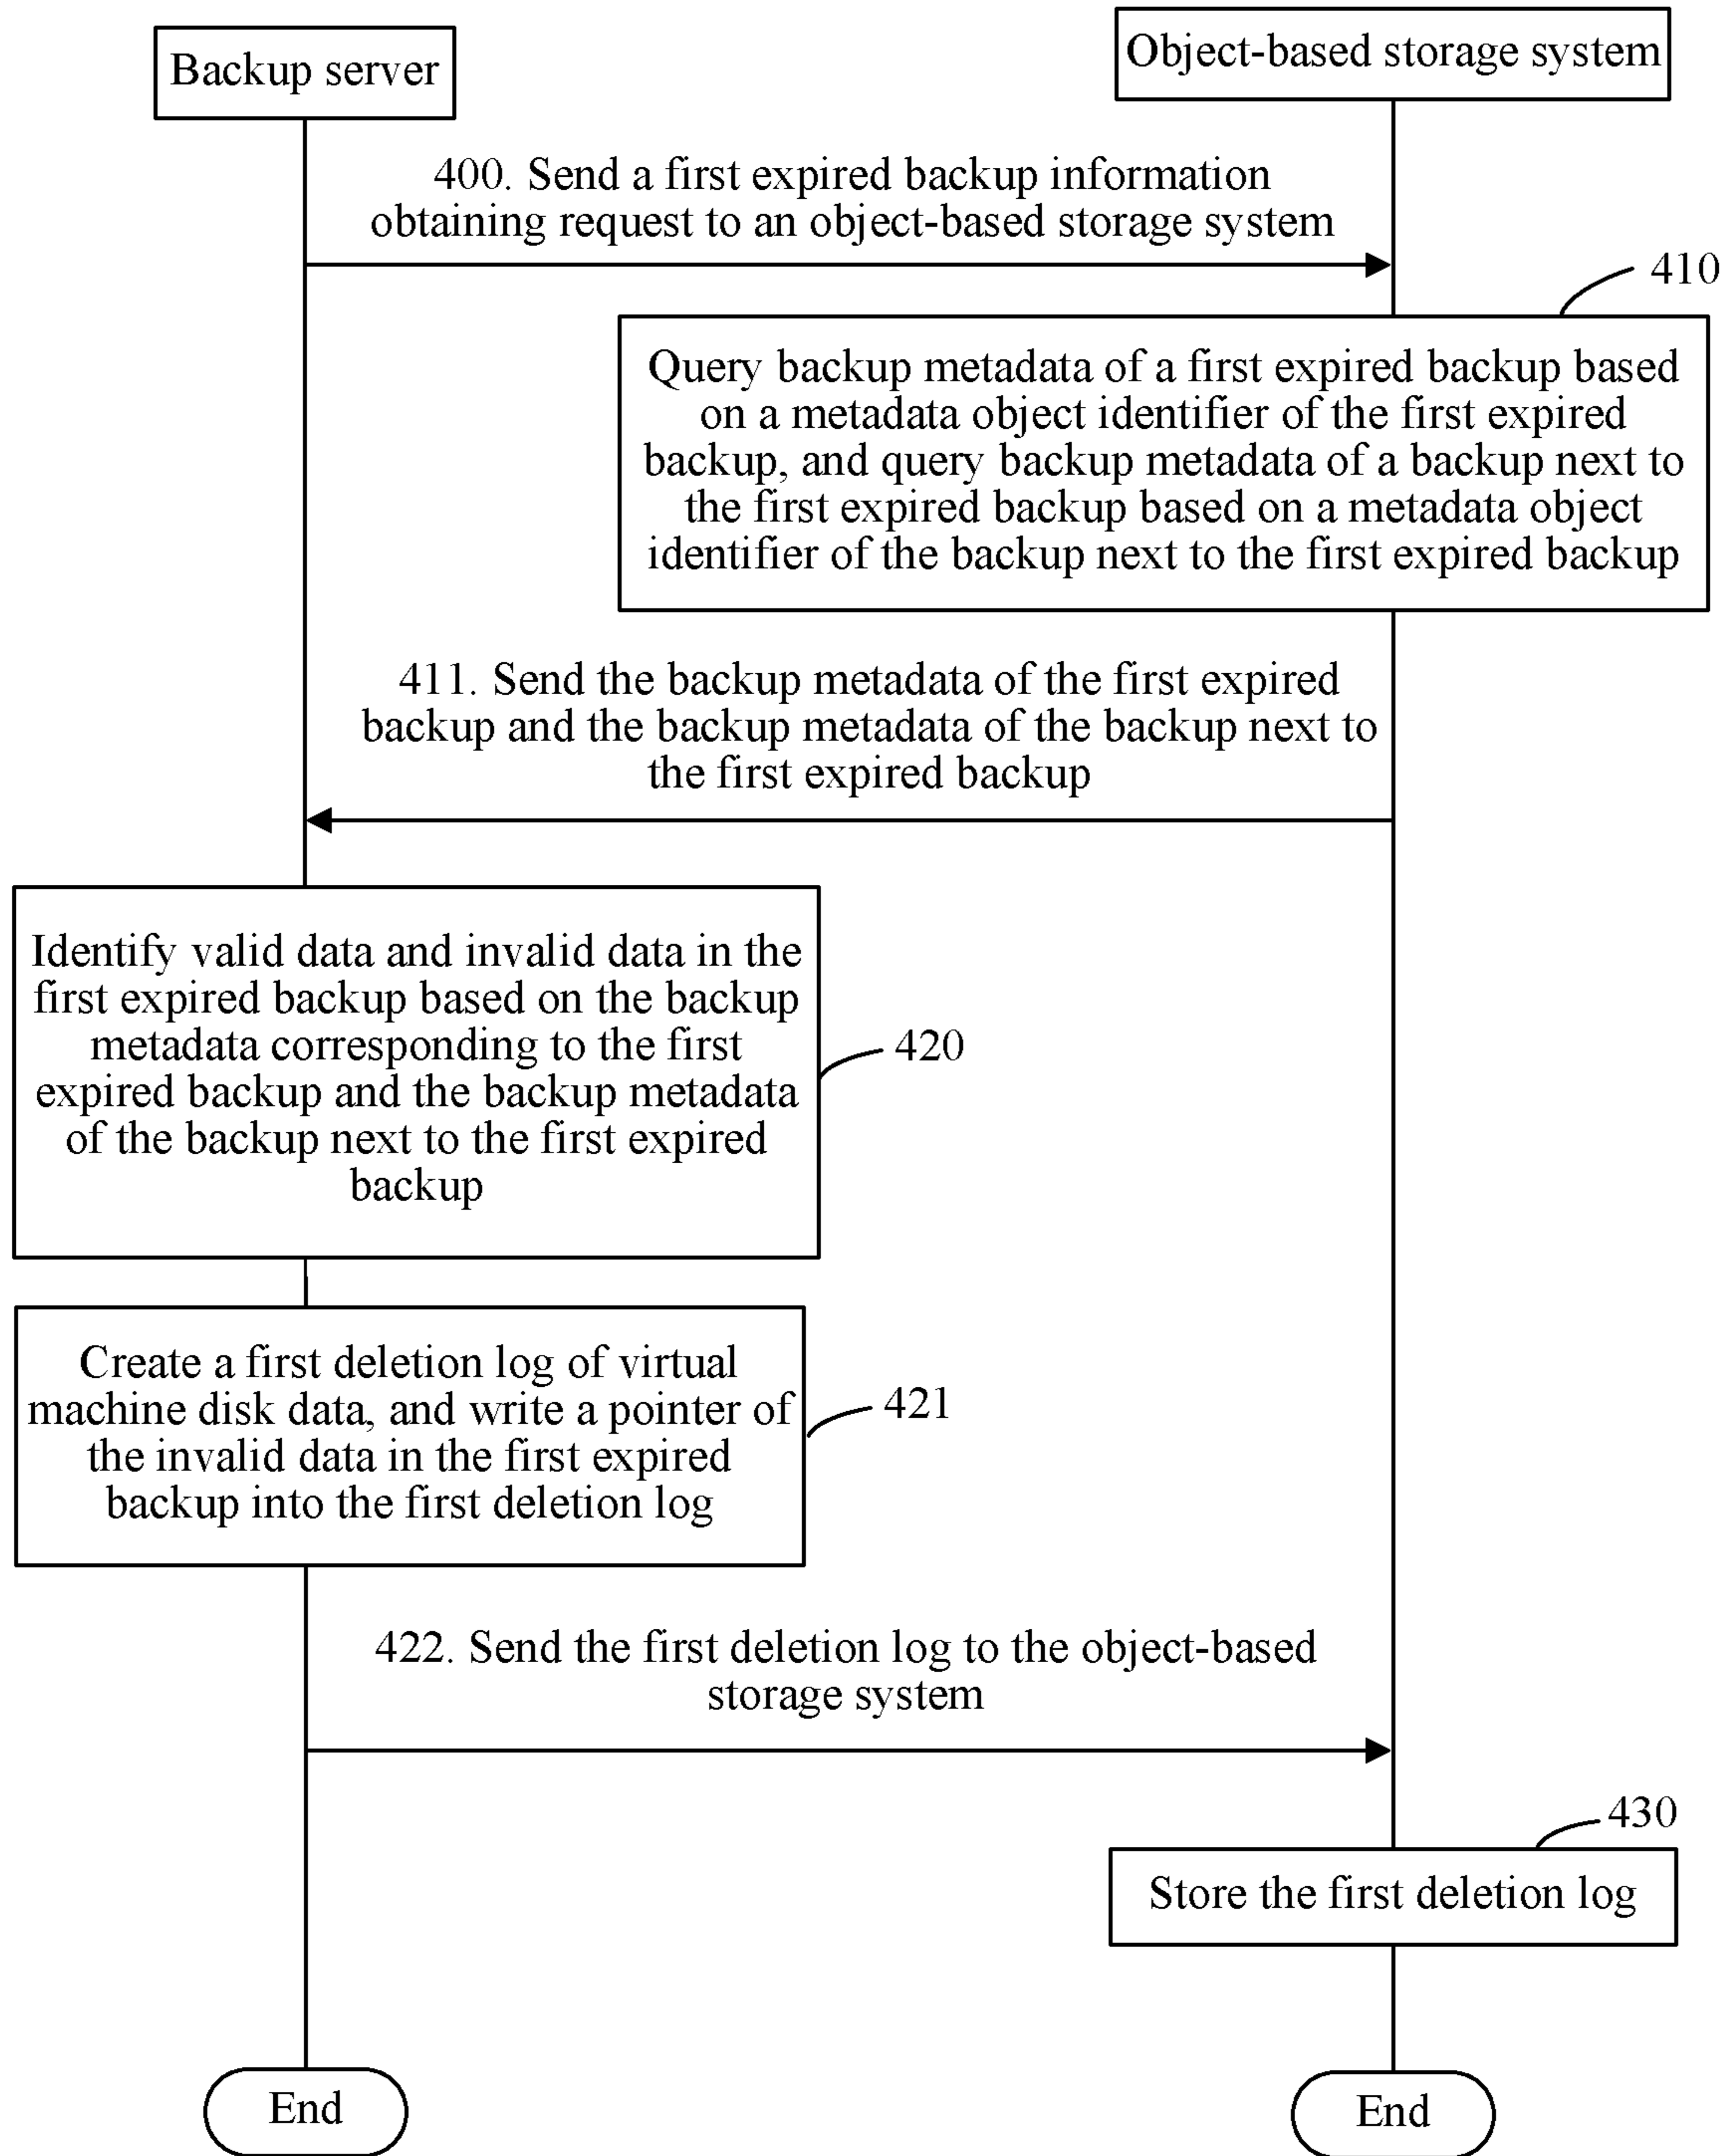 Backup server
Object-based storage system
400. Send a first expired backup information
obtaining request to an object-based storage system
410
Query backup metadata of a first expired backup based
on a metadata object identifier of the first expired
backup, and query backup metadata of a backup next to
the first expired backup based on a metadata object
identifier of the backup next to the first expired backup
411. Send the backup metadata of the first expired
backup and the backup metadata of the backup next to
the first expired backup
Identify valid data and invalid data in the
first expired backup based on the backup
metadata corresponding to the first
expired backup and the backup metadata
of the backup next to the first expired
backup
420
Create a first deletion log of virtual
machine disk data, and write a pointer of
the invalid data in the first expired
backup into the first deletion log
421
422. Send the first deletion log to the object-based
storage system
430
Store the first deletion log
End
End